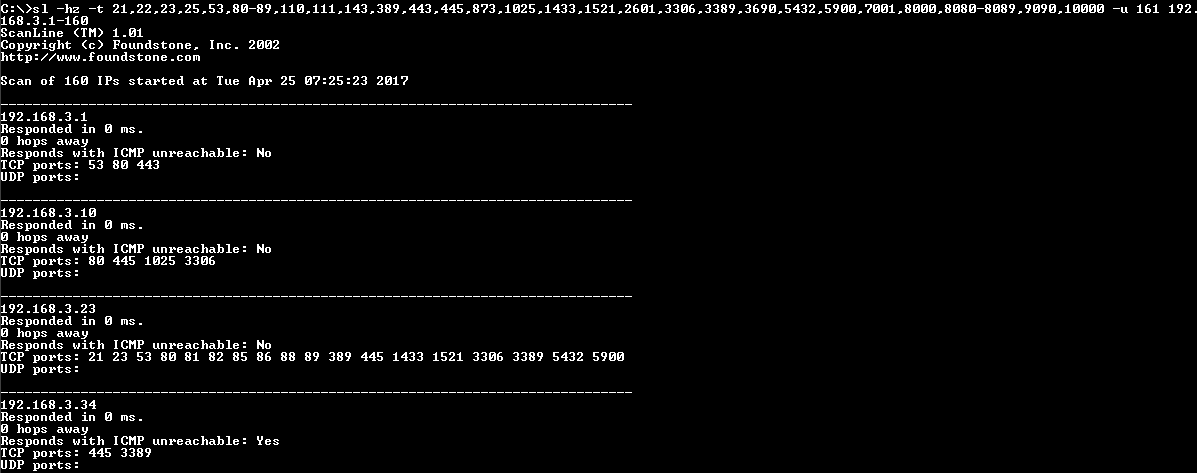 C:\>sl -hz -t 21,22,23,25,53,80-89,110,111,143,389,443,445,873,1025,1433,1521,2601,3306,3389,3690,5432,5900,7001,8000,8080-8089,9090,10000 -u 161 192.
168.3.1-160
ScanLine (TM) 1.01
Copyright (c) Foundstone, Inc. 2002
http://www.foundstone.com
Scan of 160 IPs started at Tue Apr 25 07:25:23 2017
-------------------------------------------------------------------------------
192.168.3.1
Responded in 0 ms.
0 hops away
Responds with ICMP unreachable: No
TCP ports: 53 80 443
UDP ports:
-------------------------------------------------------------------------------
192.168.3.10
Responded in 0 ms.
0 hops away
Responds with ICMP unreachable: No
TCP ports: 80 445 1025 3306
UDP ports:
-------------------------------------------------------------------------------
192.168.3.23
Responded in 0 ms.
0 hops away
Responds with ICMP unreachable: No
TCP ports: 21 23 53 80 81 82 85 86 88 89 389 445 1433 1521 3306 3389 5432 5900
UDP ports:
-------------------------------------------------------------------------------
192.168.3.34
Responded in 0 ms.
0 hops away
Responds with ICMP unreachable: Yes
TCP ports: 445 3389
UDP ports: